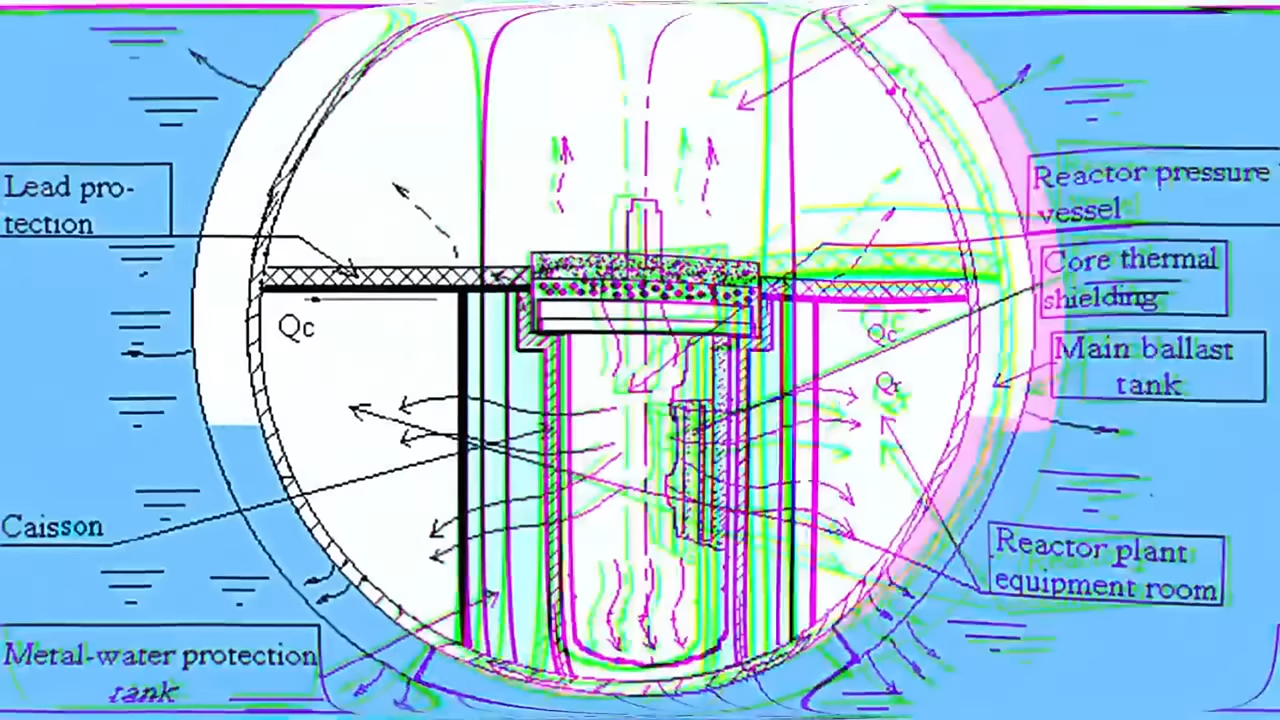 Lead pro-
tection
Reactor pressure
vessel
Core thermal
shielding
Qc
Qc
Main ballast
tank
Caisson
Reactor plant
equipment room
Metal-water protection
tank